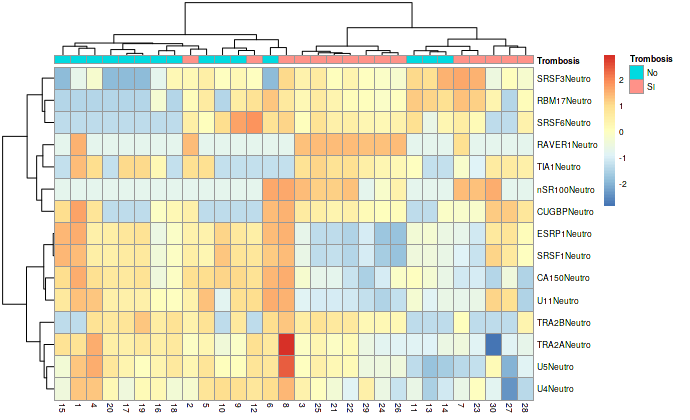 Trombosis
SRSF3Neutro
RBM17Neutro
SRSF6Neutro
RAVER1Neutro
TIA1Neutro
nSR100Neutro
CUGBPNeutro
ESRP1Neutro
SRSF1Neutro
CA150Neutro
U11Neutro
TRA2BNeutro
TRA2ANeutro
U5Neutro
U4Neutro
15 1 4 20 17 19 16 18 2 5 10 9 12 6 8 3 25 21 22 29 24 26 11 13 14 7 23 30 27 28
2
1
0
-1
-2
Trombosis
No
SI